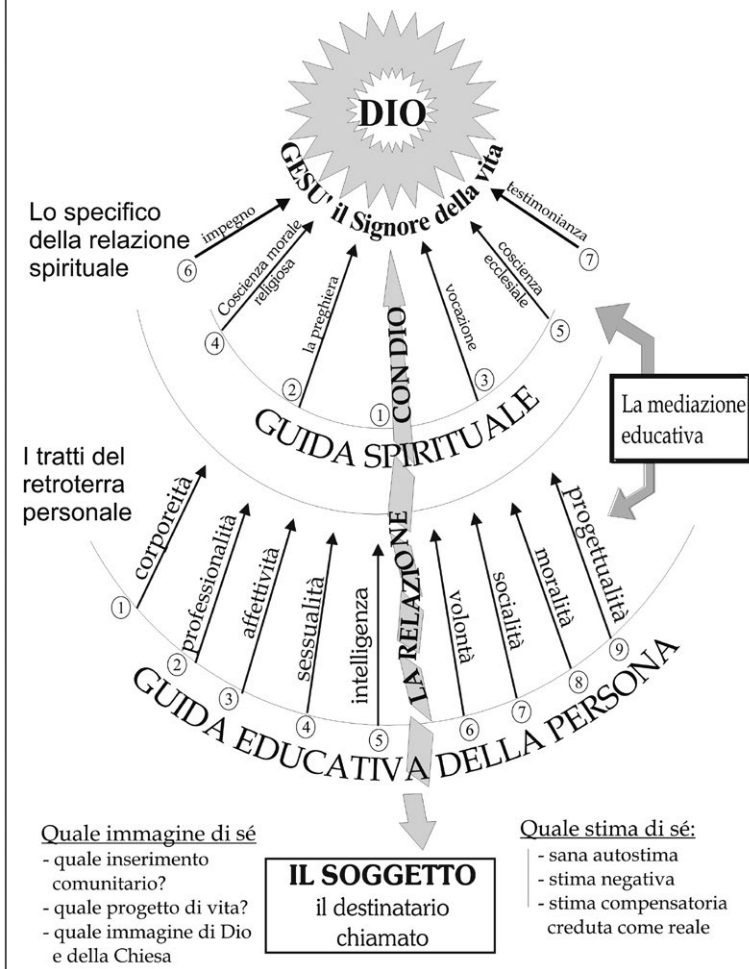 DIO
GESU' il Signore della vita
Lo specifico
della relazione
spirituale
6 impegno
4 Coscienza morale
religiosa
2 la preghiera
1
3 vocazione
5 coscienza
ecclesiale
7 testimonianza
LA RELAZIONE CON DIO
GUIDA SPIRITUALE
La mediazione
educativa
I tratti del
retroterra
personale
1 corporeità
2 professionalità
3 affettività
4 sessualità
5 intelligenza
6 volontà
7 socialità
8 moralità
9 progettualità
GUIDA EDUCATIVA DELLA PERSONA
Quale immagine di sé
- quale inserimento
comunitario?
- quale progetto di vita?
- quale immagine di Dio
e della Chiesa
IL SOGGETTO
il destinatario
chiamato
Quale stima di sé:
- sana autostima
- stima negativa
- stima compensatoria
creduta come reale